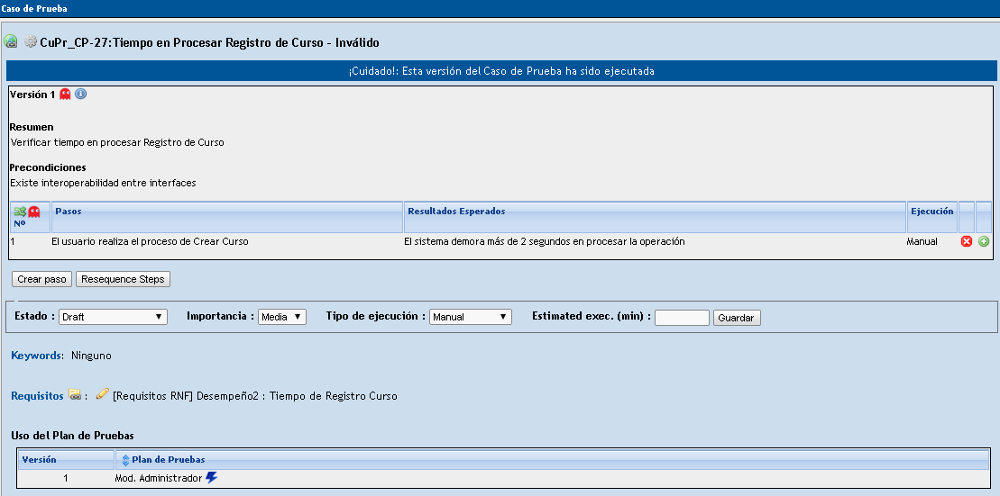 Caso de Prueba
CuPr_CP-27:Tiempo en Procesar Registro de Curso - Inválido
¡Cuidado!: Esta versión del Caso de Prueba ha sido ejecutada
Versión 1
Resumen
Verificar tiempo en procesar Registro de Curso
Precondiciones
Existe interoperabilidad entre interfaces
Nº Pasos Resultados Esperados Ejecución
1 El usuario realiza el proceso de Crear Curso El sistema demora más de 2 segundos en procesar la operación Manual
Crear paso Resequence Steps
Estado : Draft Importancia : Media Tipo de ejecución : Manual Estimated exec. (min) : Guardar
Keywords: Ninguno
Requisitos : [Requisitos RNF] Desempeño2 : Tiempo de Registro Curso
Uso del Plan de Pruebas
Versión Plan de Pruebas
1 Mod. Administrador